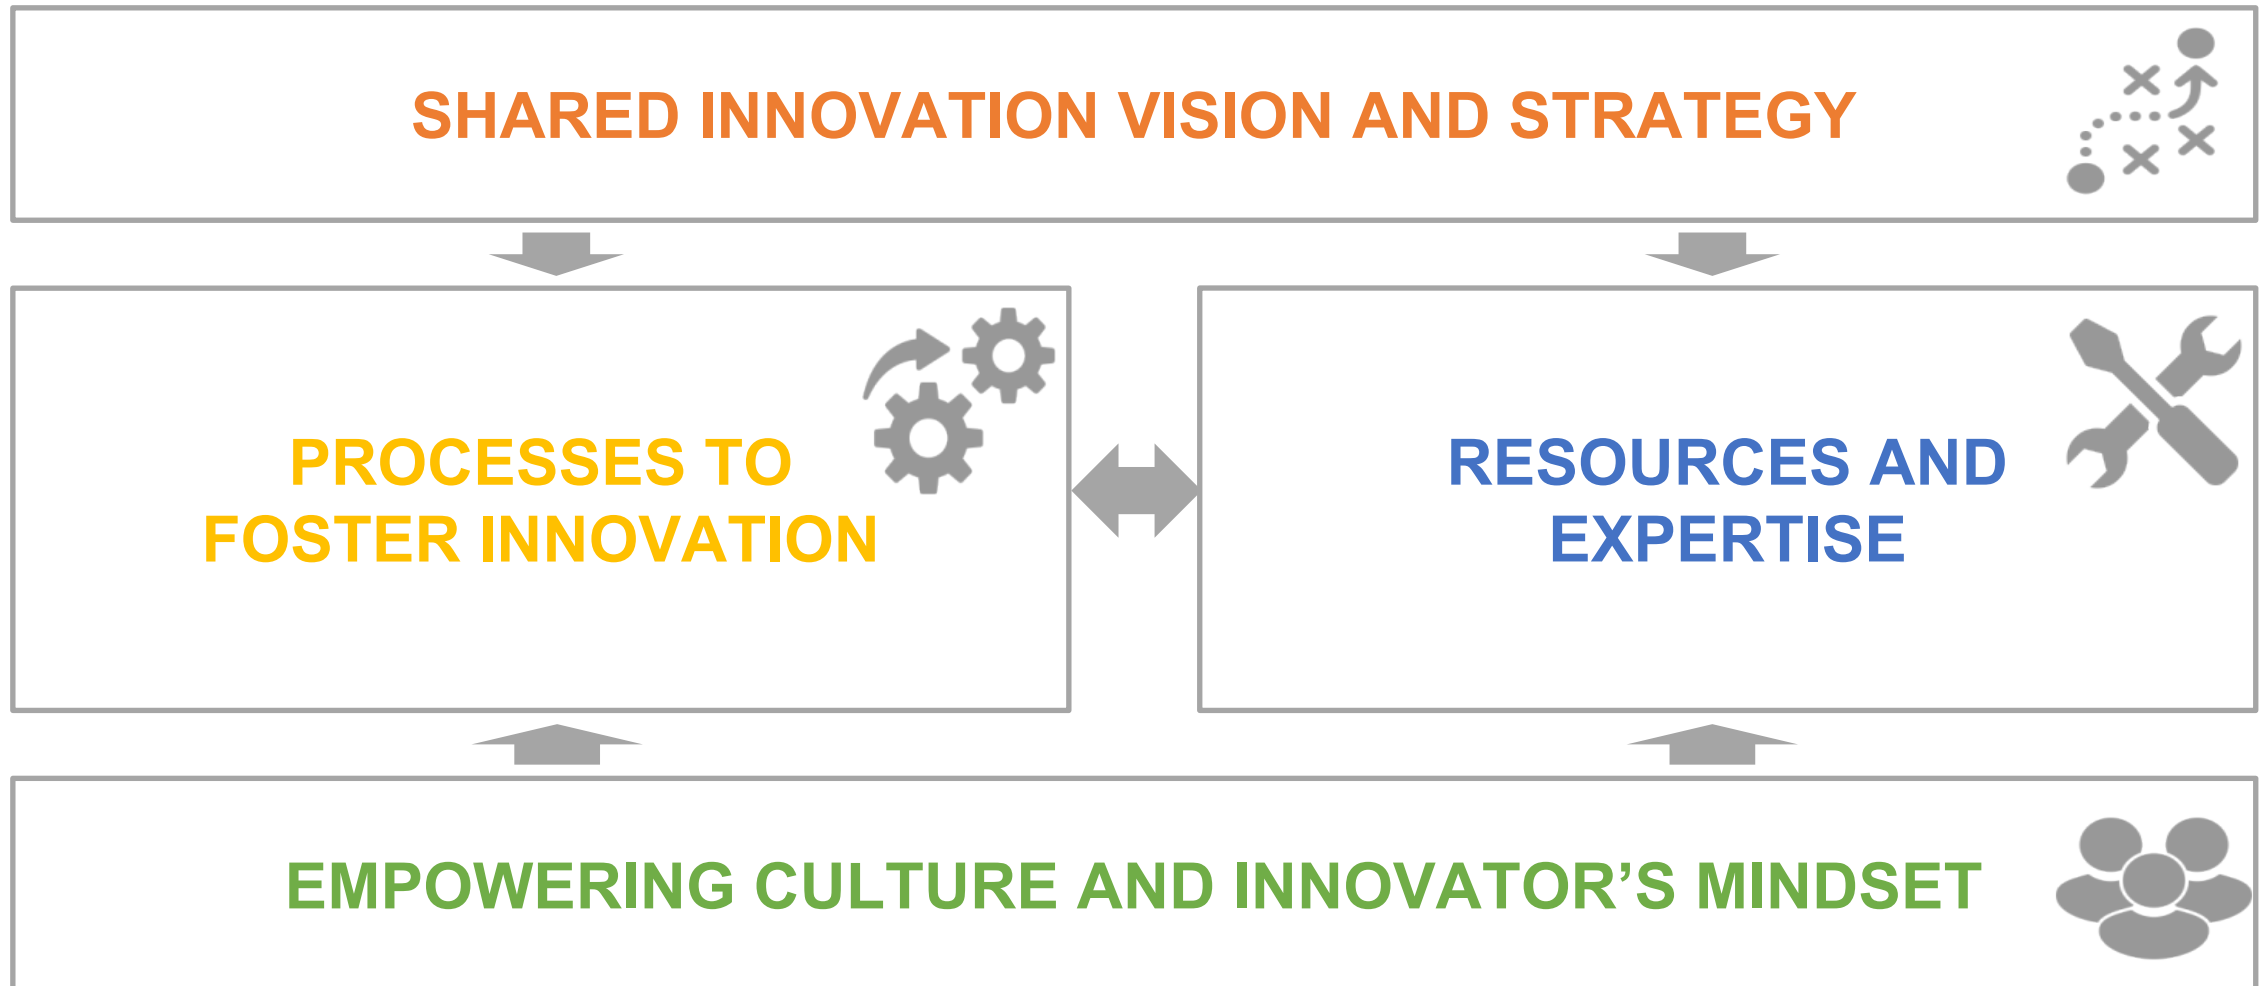 SHARED INNOVATION VISION AND STRATEGY
PROCESSES TO
FOSTER INNOVATION
RESOURCES AND
EXPERTISE
EMPOWERING CULTURE AND INNOVATOR’S MINDSET